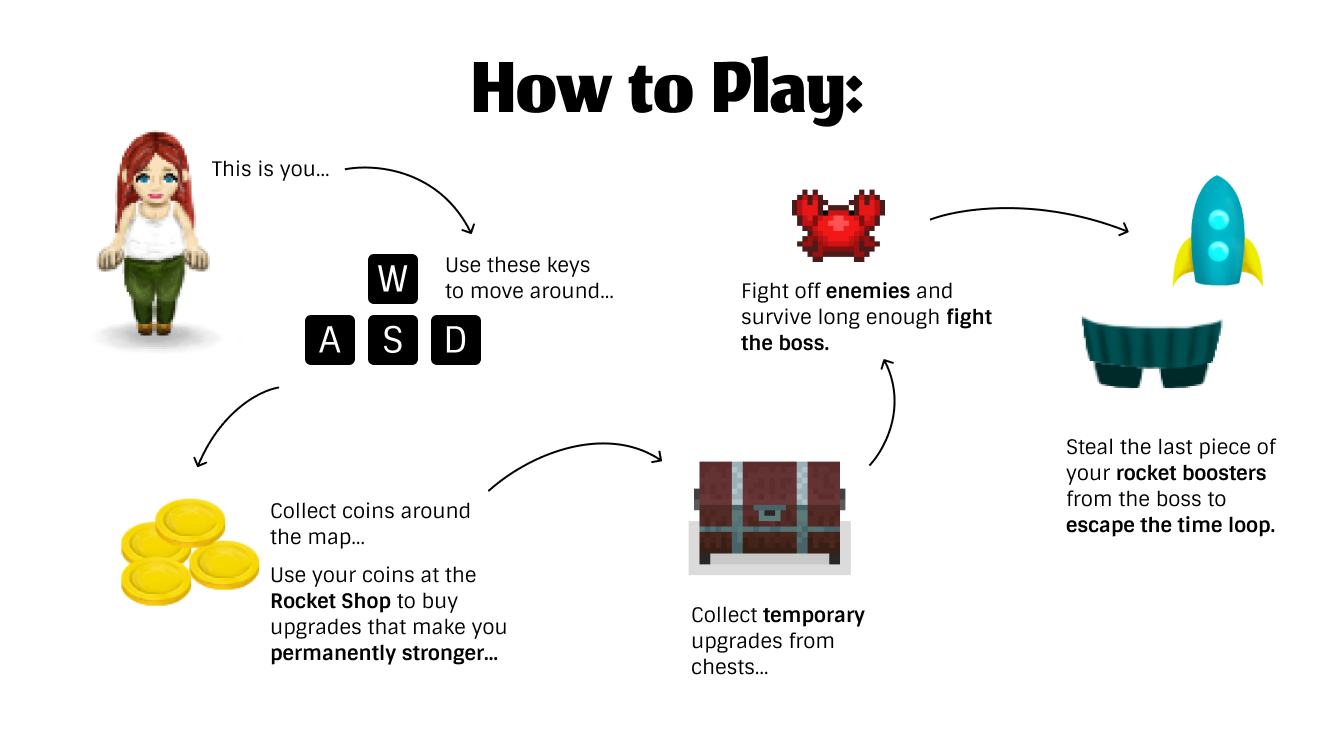 How to Play:
This is you...
W
A S D
Use these keys
to move around...
Collect coins around
the map...
Use your coins at the
Rocket Shop to buy
upgrades that make you
permanently stronger...
Collect temporary
upgrades from
chests...
Fight off enemies and
survive long enough fight
the boss.
Steal the last piece of
your rocket boosters
from the boss to
escape the time loop.